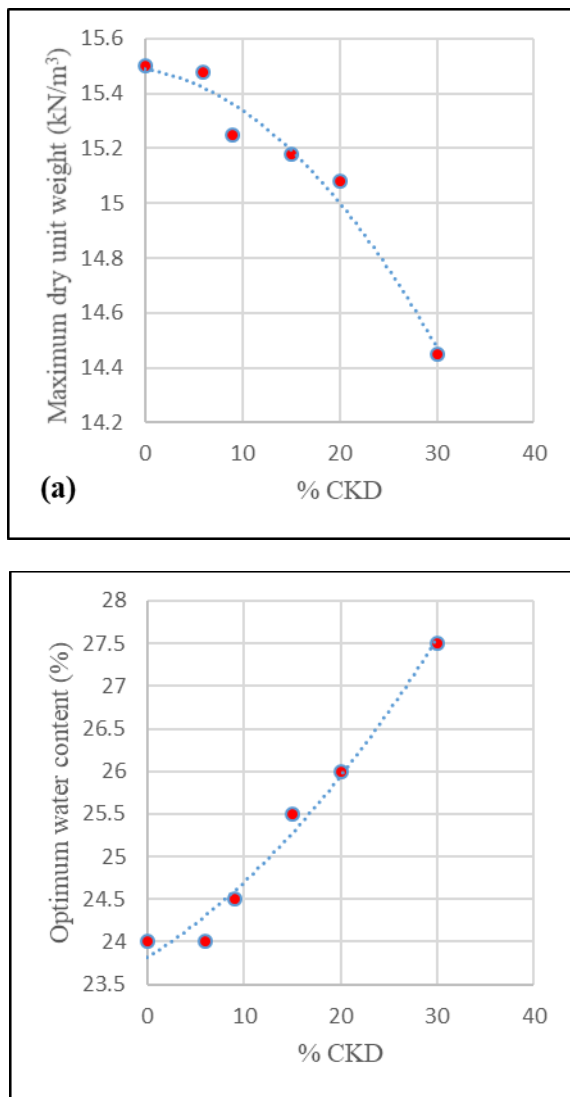 Maximum dry unit weight (kN/m³)
15.6
15.4
15.2
15
14.8
14.6
14.4
14.2
0 10 20 30 40
(a)
% CKD
Optimum water content (%)
28
27.5
27
26.5
26
25.5
25
24.5
24
23.5
0 10 20 30 40
% CKD